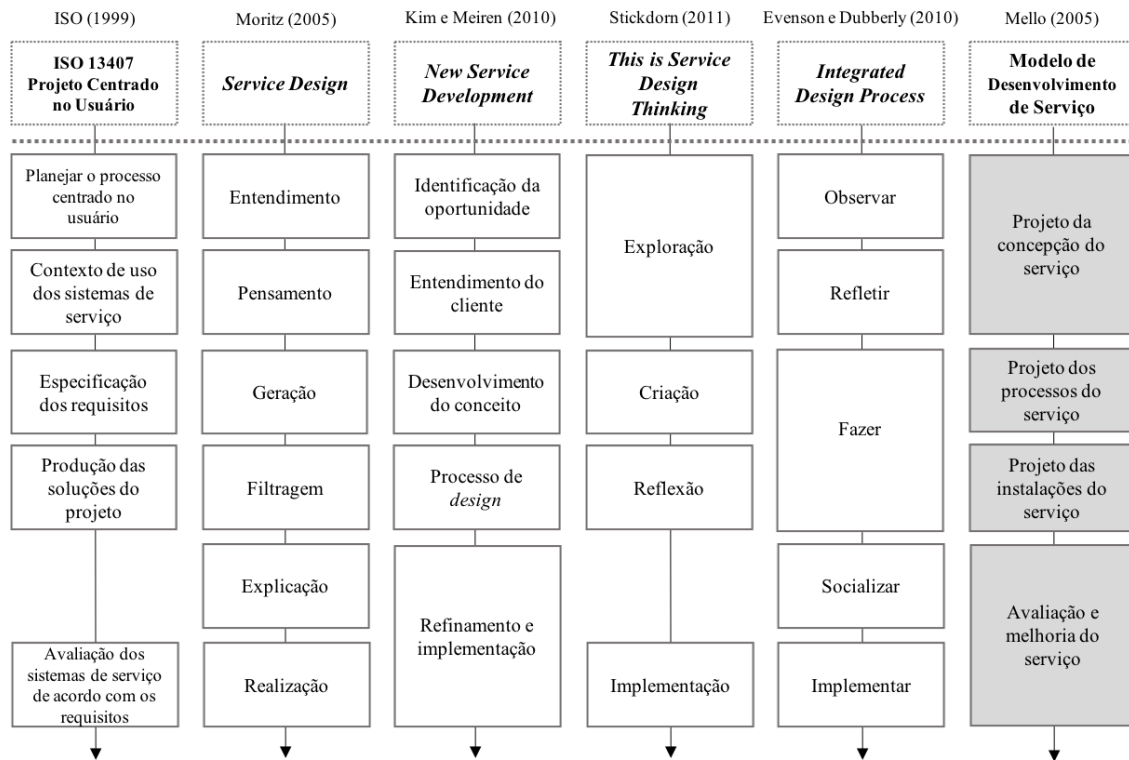 ISO (1999)
ISO 13407
Projeto Centrado
no Usuário
Planejar o processo
centrado no
usuário
Contexto de uso
dos sistemas de
serviço
Especificação
dos requisitos
Produção das
soluções do
projeto
Avaliação dos
sistemas de serviço
de acordo com os
requisitos
Moritz (2005)
Service Design
Entendimento
Pensamento
Geração
Filtragem
Explicação
Realização
Kim e Meiren (2010)
New Service
Development
Identificação da
oportunidade
Entendimento do
cliente
Desenvolvimento
do conceito
Processo de
design
Refinamento e
implementação
Stickdorn (2011)
This is Service
Design
Thinking
Exploração
Criação
Reflexão
Implementação
Evenson e Dubberly (2010)
Integrated
Design Process
Observar
Refletir
Fazer
Socializar
Implementar
Mello (2005)
Modelo de
Desenvolvimento
de Serviço
Projeto da
concepção do
serviço
Projeto dos
processos do
serviço
Projeto das
instalações do
serviço
Avaliação e
melhoria do
serviço